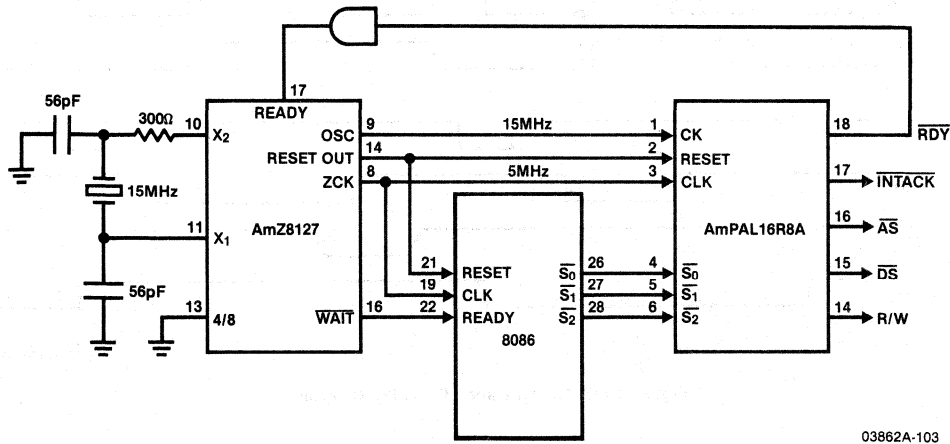 17
READY
56pF
300Ω
10
X2
OSC
9
15MHz
1
CK
18
RDY
RESET OUT
14
2
RESET
ZCK
8
5MHz
3
CLK
17
INTACK
15MHz
AmZ8127
AmPAL16R8A
11
X1
16
AS
21
RESET
S0
26
4
S0
15
DS
56pF
19
CLK
S1
27
5
S1
13
4/8
WAIT
16
22
READY
S2
28
6
S2
14
R/W
8086
03862A-103